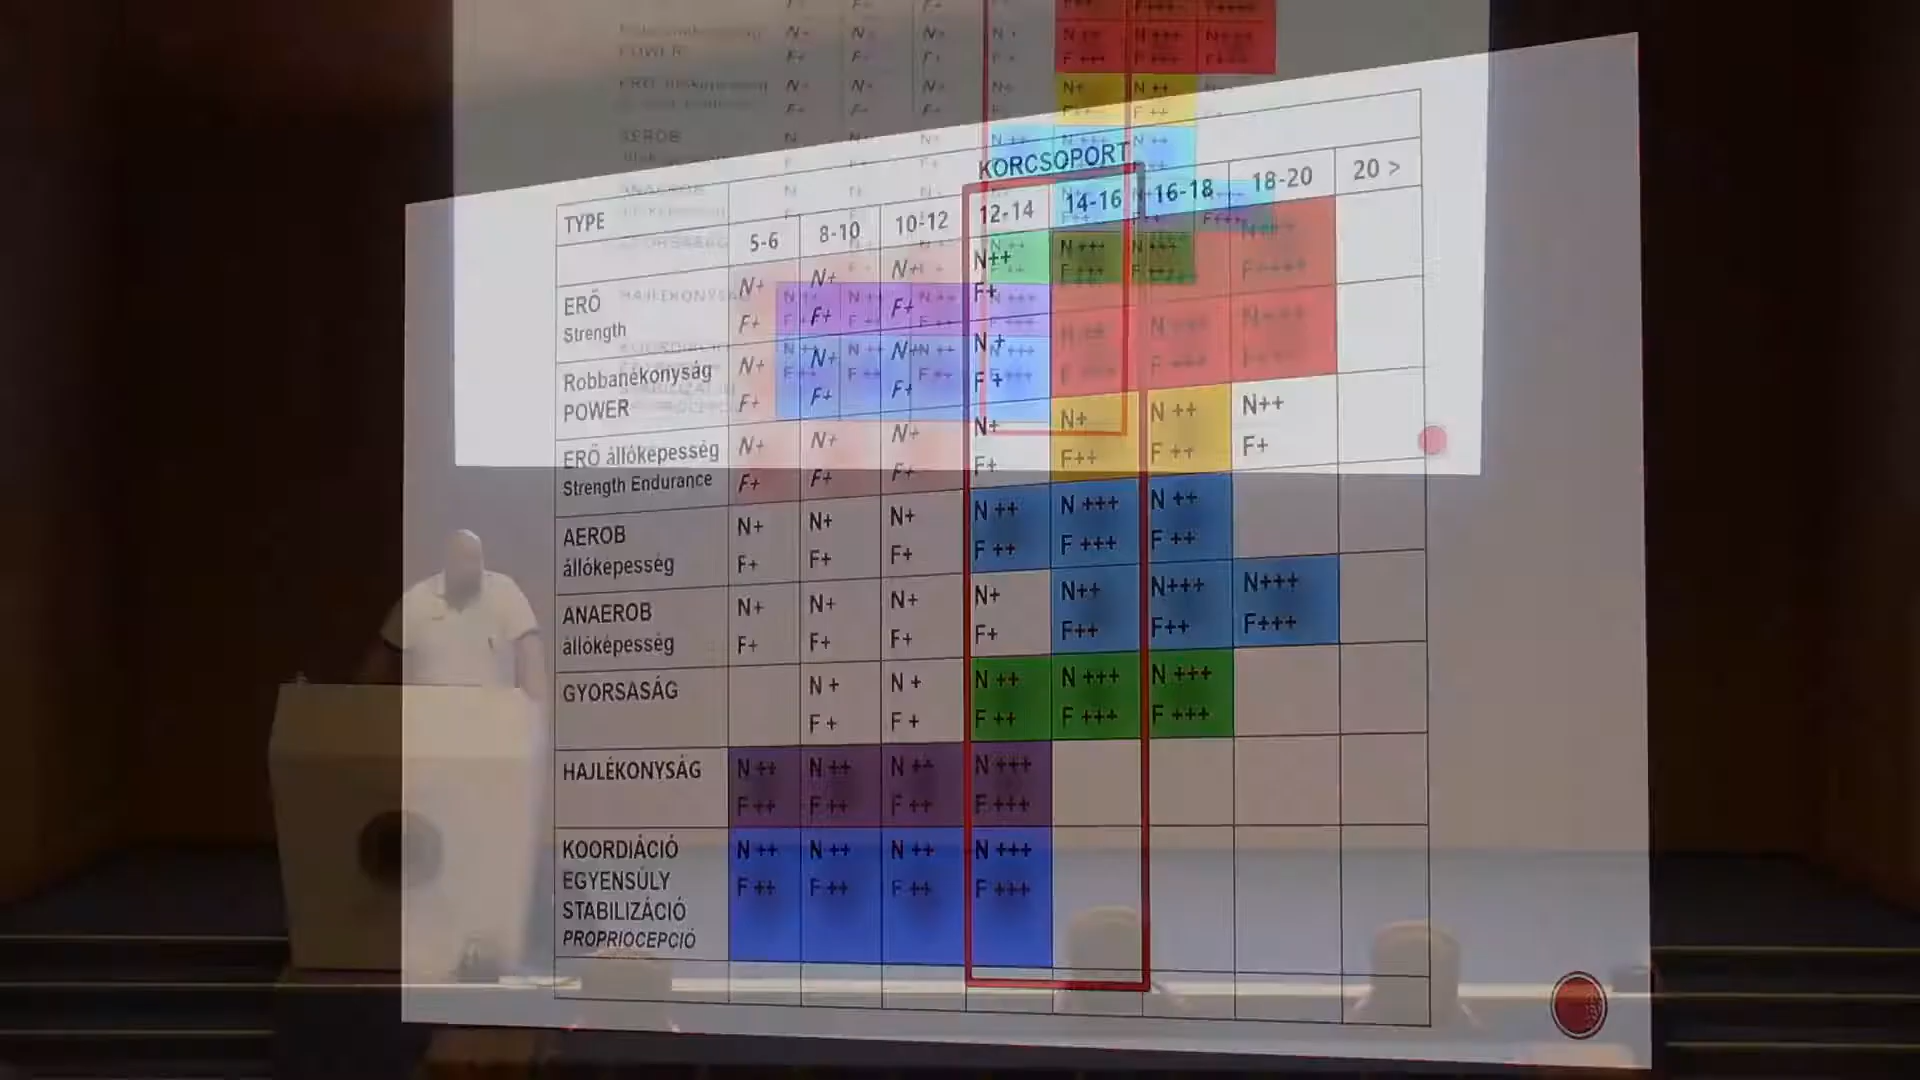 KORCSOPORT
TYPE 5-6 8-10 10-12 12-14 14-16 16-18 18-20 20 >
ERŐ N+ N+ N+ N++
Strength F+ F+ F+ F+
Robbanékonyság N+ N+ N+ N+ N++ N+++ N+++
POWER F+ F+ F+ F+ F+++ F+++
ERŐ állóképesség N+ N+ N+ N+ N+ N ++ N++
Strength Endurance F+ F+ F+ F+ F++ F ++ F+
AEROB N+ N+ N+ N ++ N +++ N ++
állóképesség F+ F+ F+ F ++ F +++ F ++
ANAEROB N+ N+ N+ N+ N++ N+++ N+++
állóképesség F+ F+ F+ F+ F++ F++ F+++
GYORSASÁG N + N + N ++ N +++ N +++
F + F + F ++ F +++ F +++
HAJLÉKONYSÁG N ++ N ++ N ++ N +++
F ++ F ++ F ++ F +++
KOORDIÁCIÓ N ++ N ++ N ++ N +++
EGYENSÚLY F ++ F ++ F ++ F +++
STABILIZÁCIÓ
PROPRIOCEPCIÓ